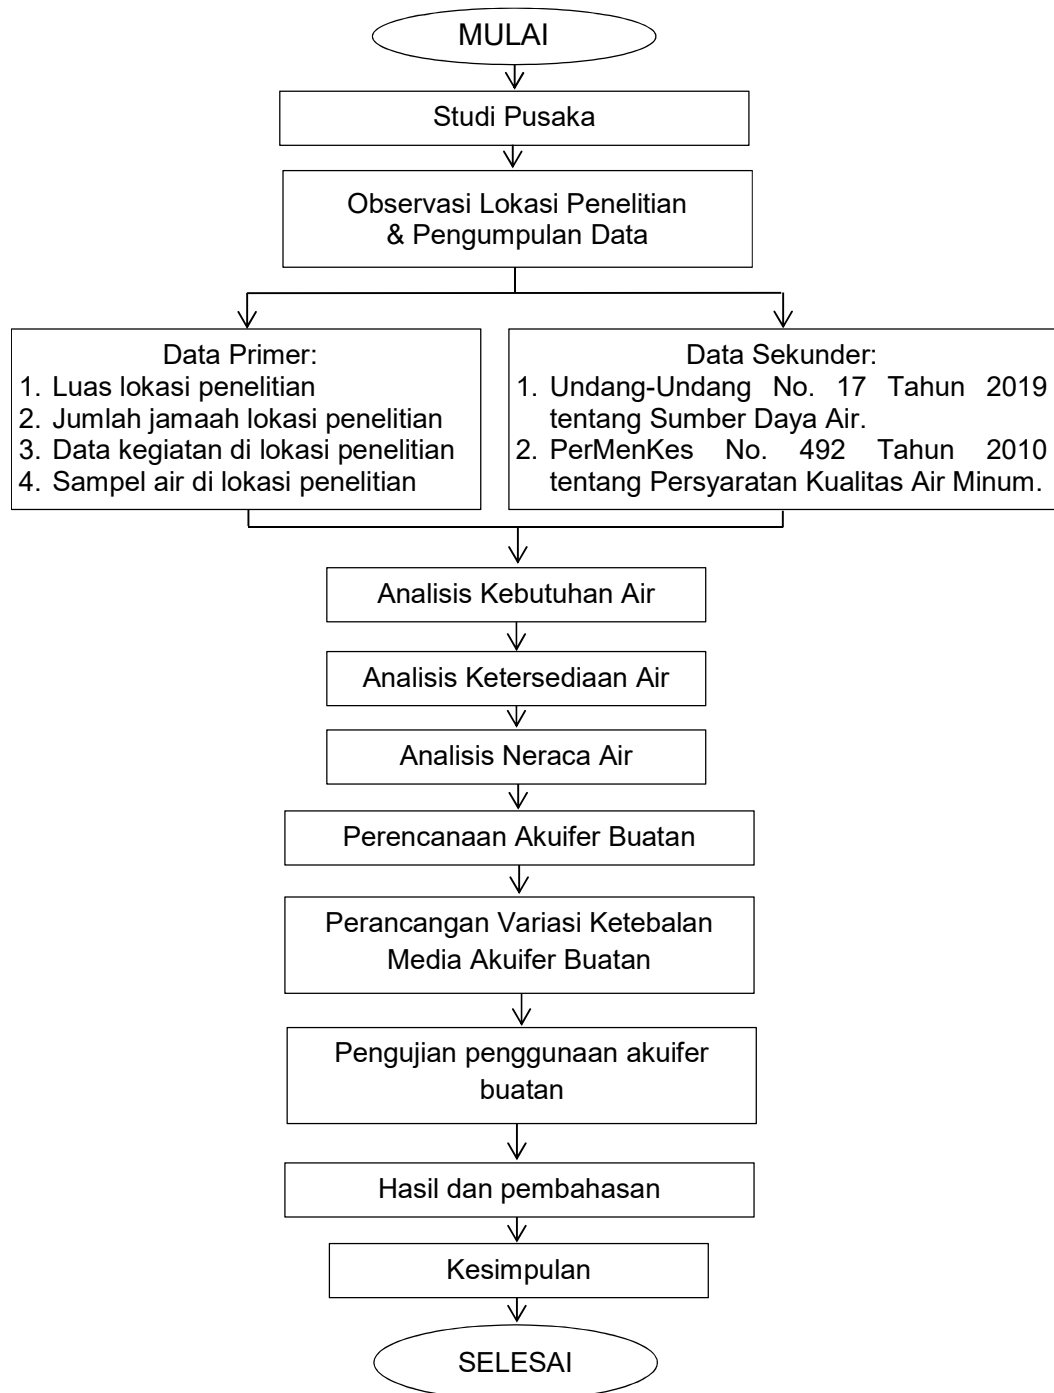 MULAI
Studi Pusaka
Observasi Lokasi Penelitian
& Pengumpulan Data
Data Primer:
1. Luas lokasi penelitian
2. Jumlah jamaah lokasi penelitian
3. Data kegiatan di lokasi penelitian
4. Sampel air di lokasi penelitian
Data Sekunder:
1. Undang-Undang No. 17 Tahun 2019
tentang Sumber Daya Air.
2. PerMenKes No. 492 Tahun 2010
tentang Persyaratan Kualitas Air Minum.
Analisis Kebutuhan Air
Analisis Ketersediaan Air
Analisis Neraca Air
Perencanaan Akuifer Buatan
Perancangan Variasi Ketebalan
Media Akuifer Buatan
Pengujian penggunaan akuifer
buatan
Hasil dan pembahasan
Kesimpulan
SELESAI